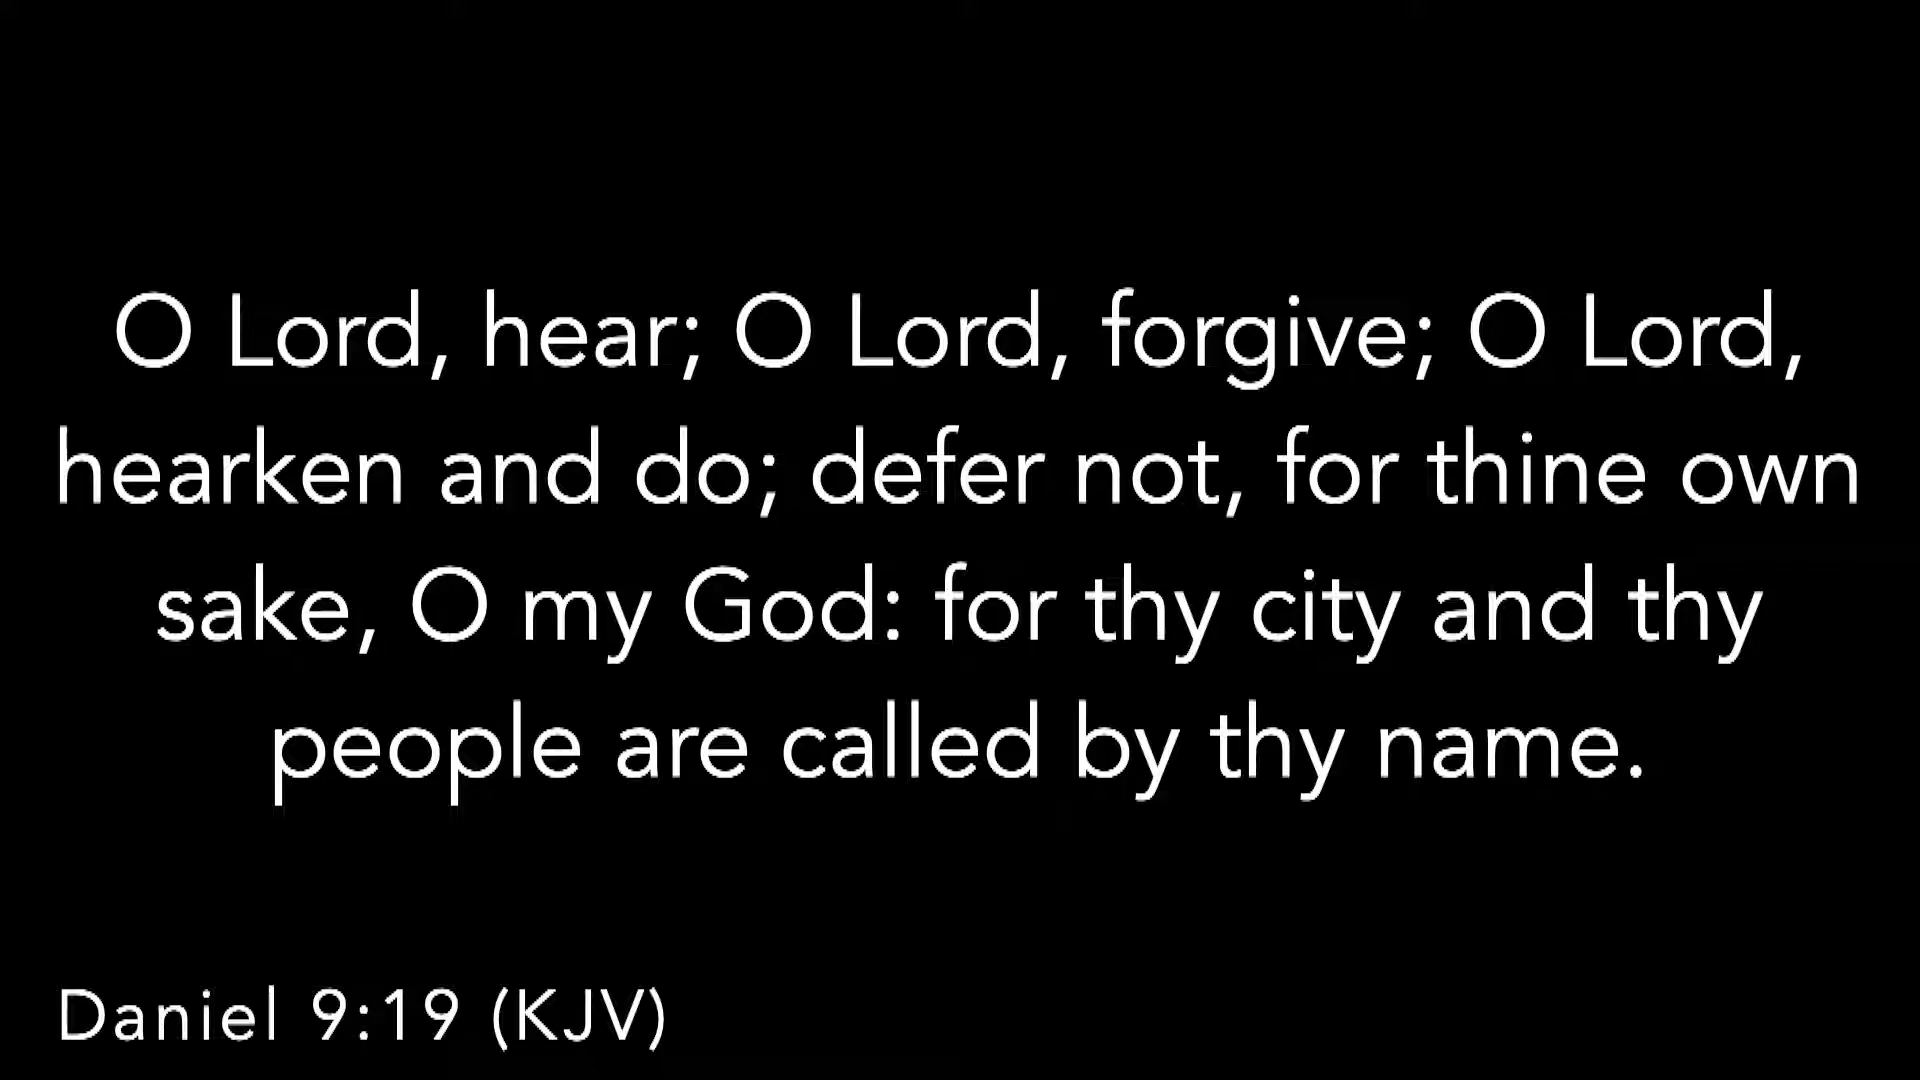 O Lord, hear; O Lord, forgive; O Lord,
hearken and do; defer not, for thine own
sake, O my God: for thy city and thy
people are called by thy name.
Daniel 9:19 (KJV)